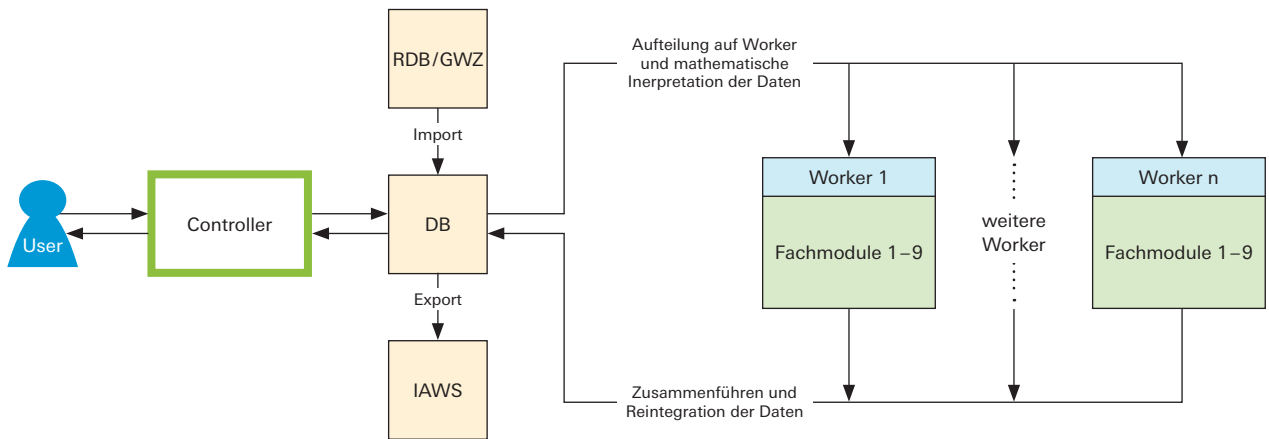 RDB/GWZ
Import
Aufteilung auf Worker
und mathematische
Inerpretation der Daten
User
Controller
DB
Worker 1
Fachmodule 1–9
weitere
Worker
Worker n
Fachmodule 1–9
Export
IAWS
Zusammenführen und
Reintegration der Daten